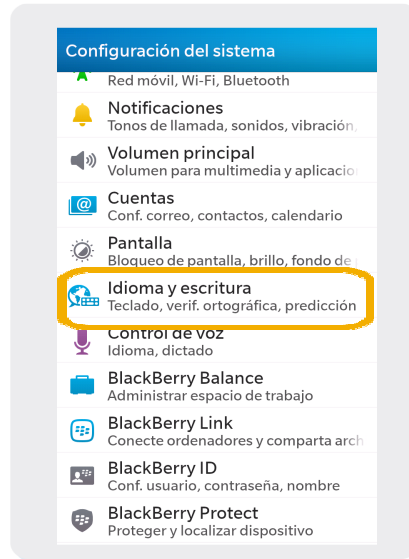 Configuración del sistema
Red móvil, Wi-Fi, Bluetooth
Notificaciones
Tonos de llamada, sonidos, vibración,
Volumen principal
Volumen para multimedia y aplicacio
Cuentas
Conf. correo, contactos, calendario
Pantalla
Bloqueo de pantalla, brillo, fondo de
Idioma y escritura
Teclado, verif. ortográfica, predicción
Control de voz
Idioma, dictado
BlackBerry Balance
Administrar espacio de trabajo
BlackBerry Link
Conecte ordenadores y comparta arch
BlackBerry ID
Conf. usuario, contraseña, nombre
BlackBerry Protect
Proteger y localizar dispositivo